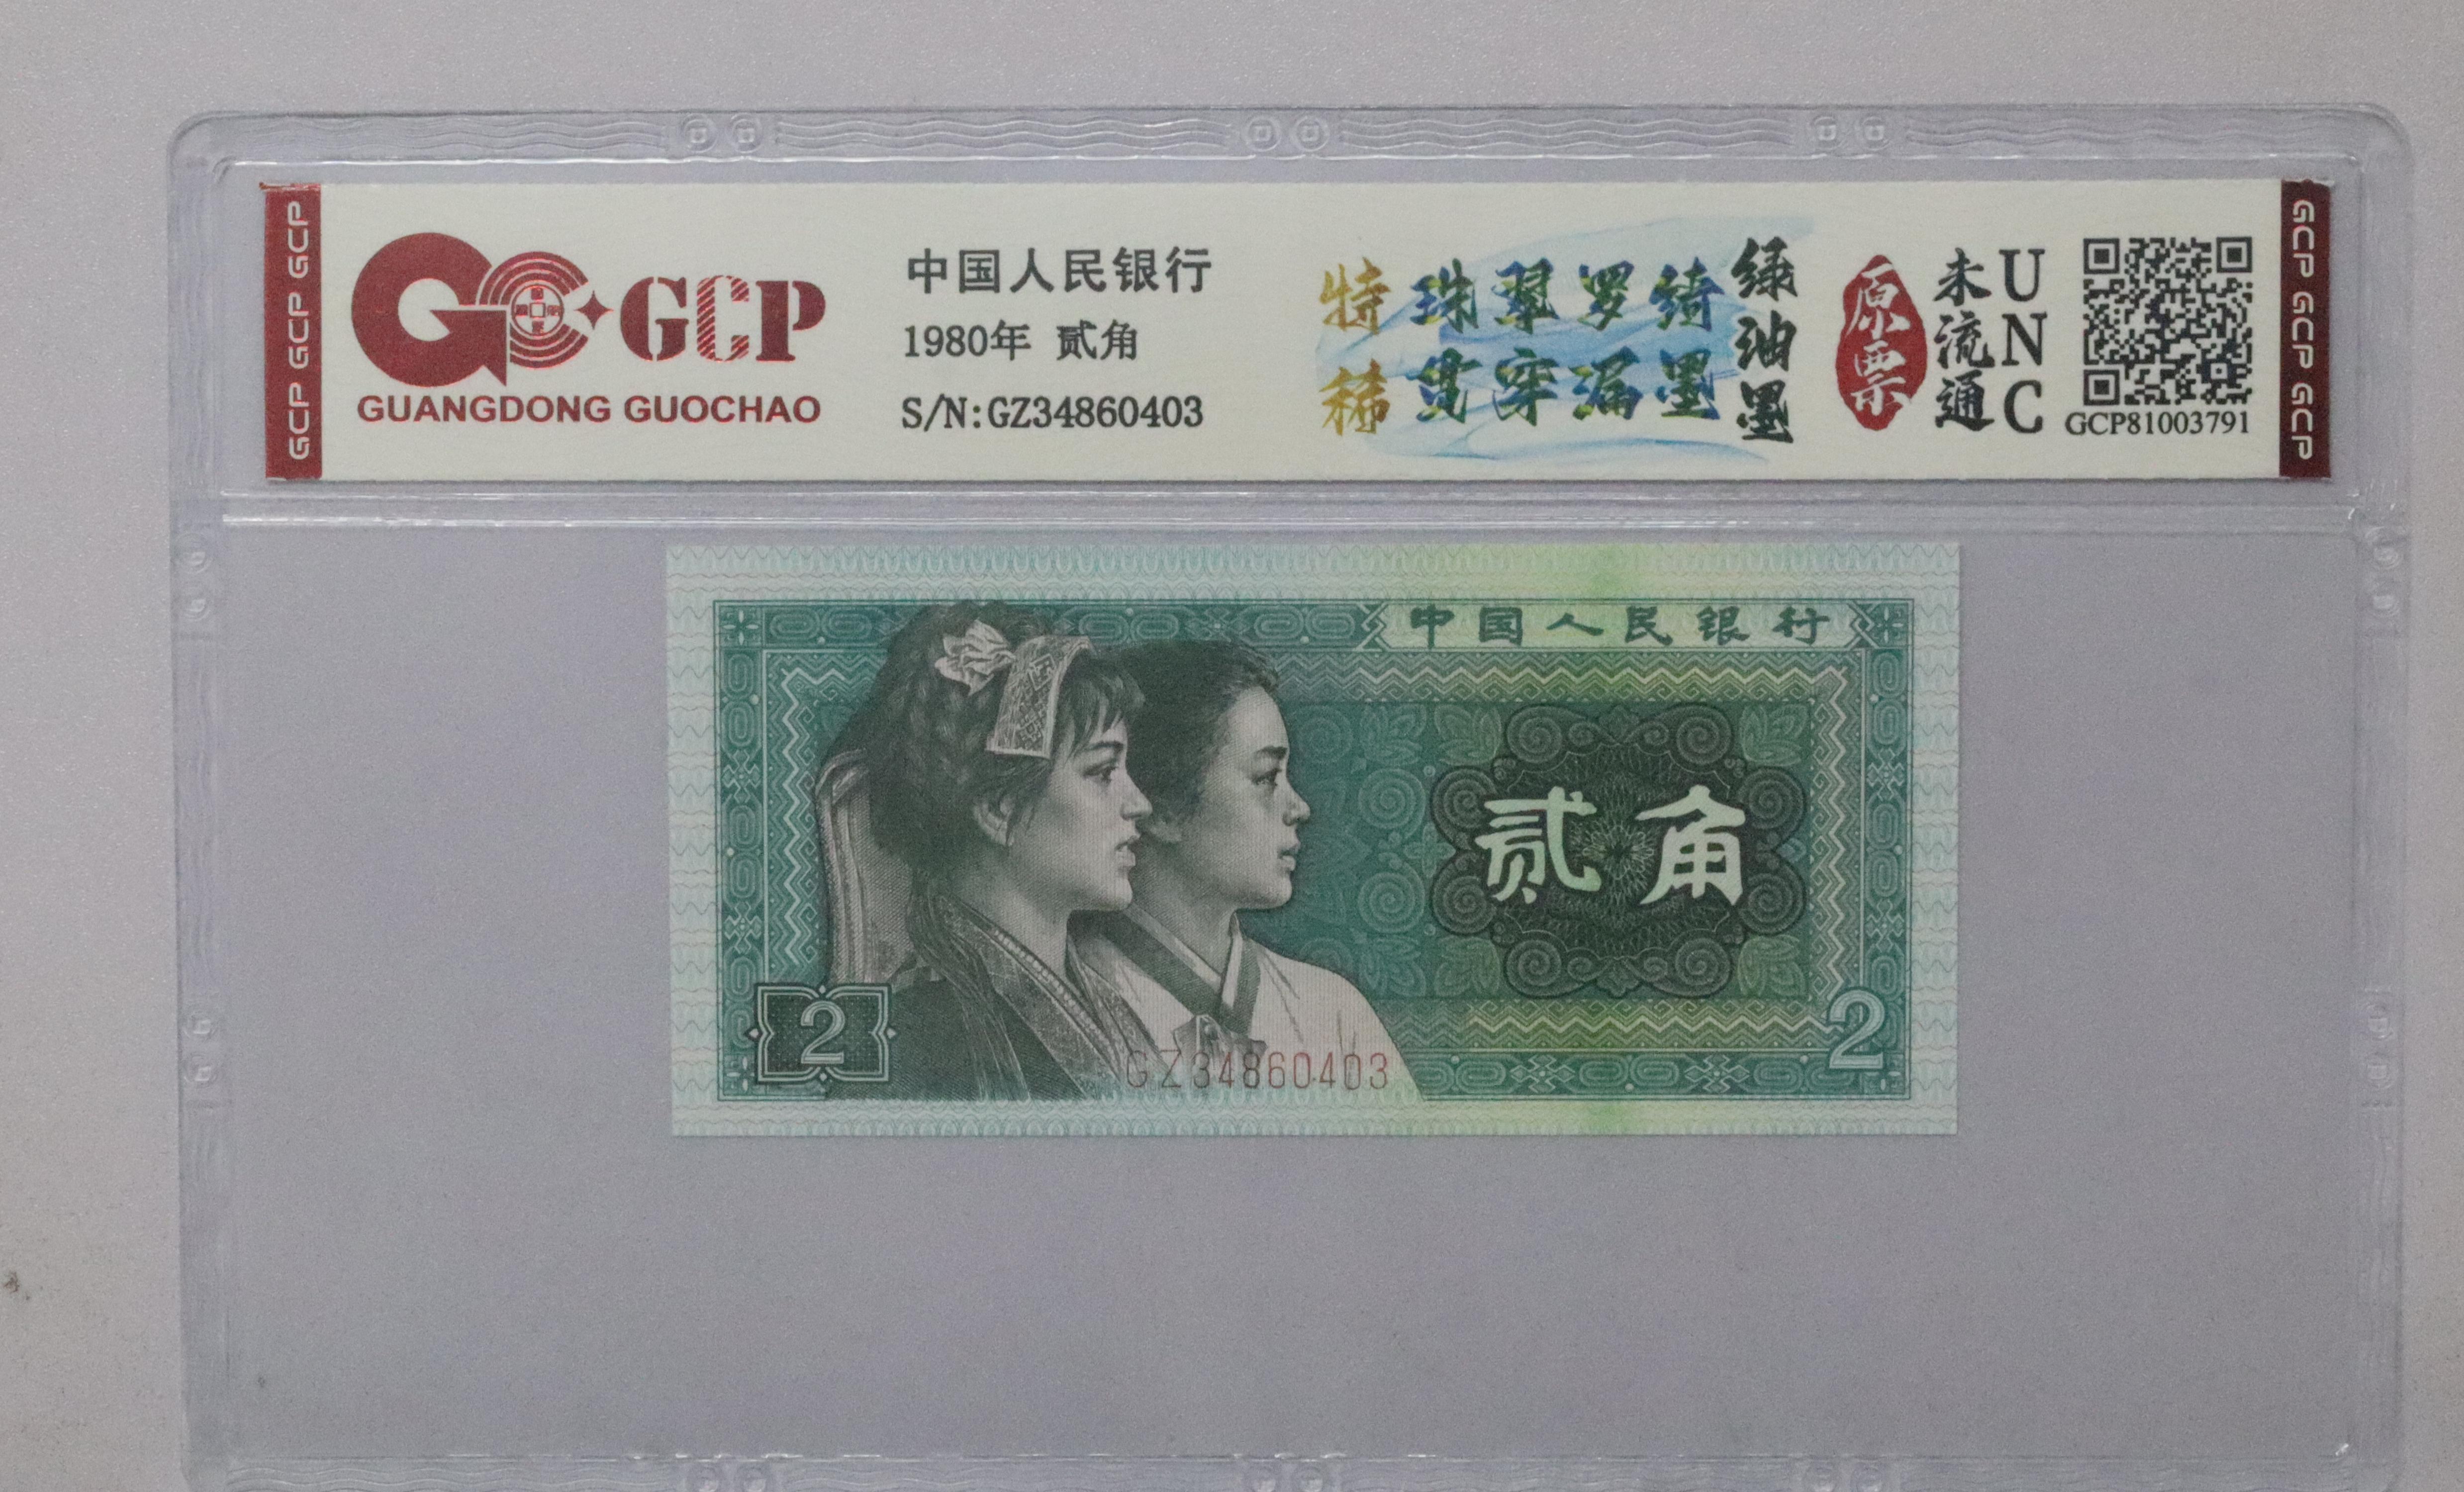 GCP GCP GCP
GCP
GUANGDONG GUOCHAO
中国人民银行
1980年 贰角
S/N:GZ34860403
特稀
珠翠罗绮
贯穿漏墨
绿油墨
原票
未流通
UNC
GCP81003791
GCP GCP GCP
中国人民银行
贰角
2
2
GZ34860403